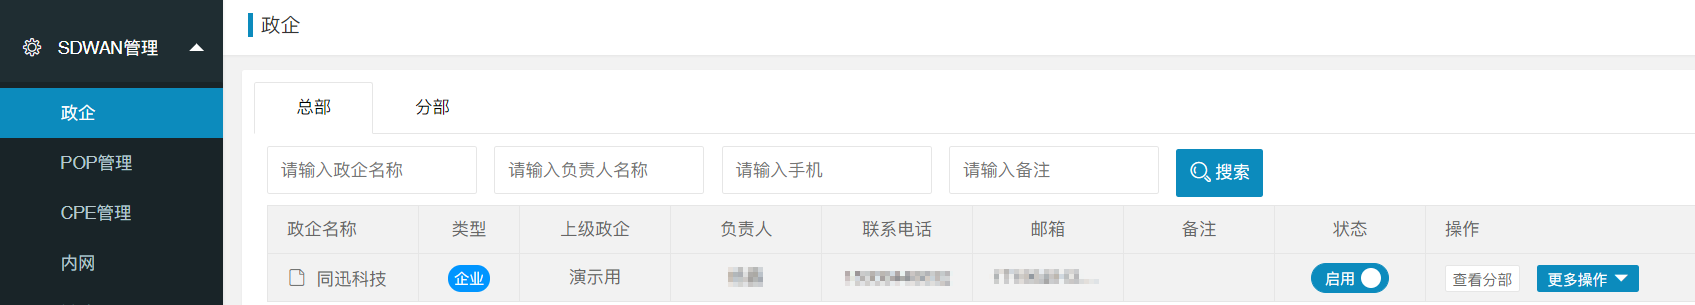 政企
SDWAN管理
政企
POP管理
CPE管理
内网
总部 分部
请输入政企名称 请输入负责人名称 请输入手机 请输入备注 搜索
政企名称 类型 上级政企 负责人 联系电话 邮箱 备注 状态 操作
同迅科技 企业 演示用 启用 查看分部 更多操作